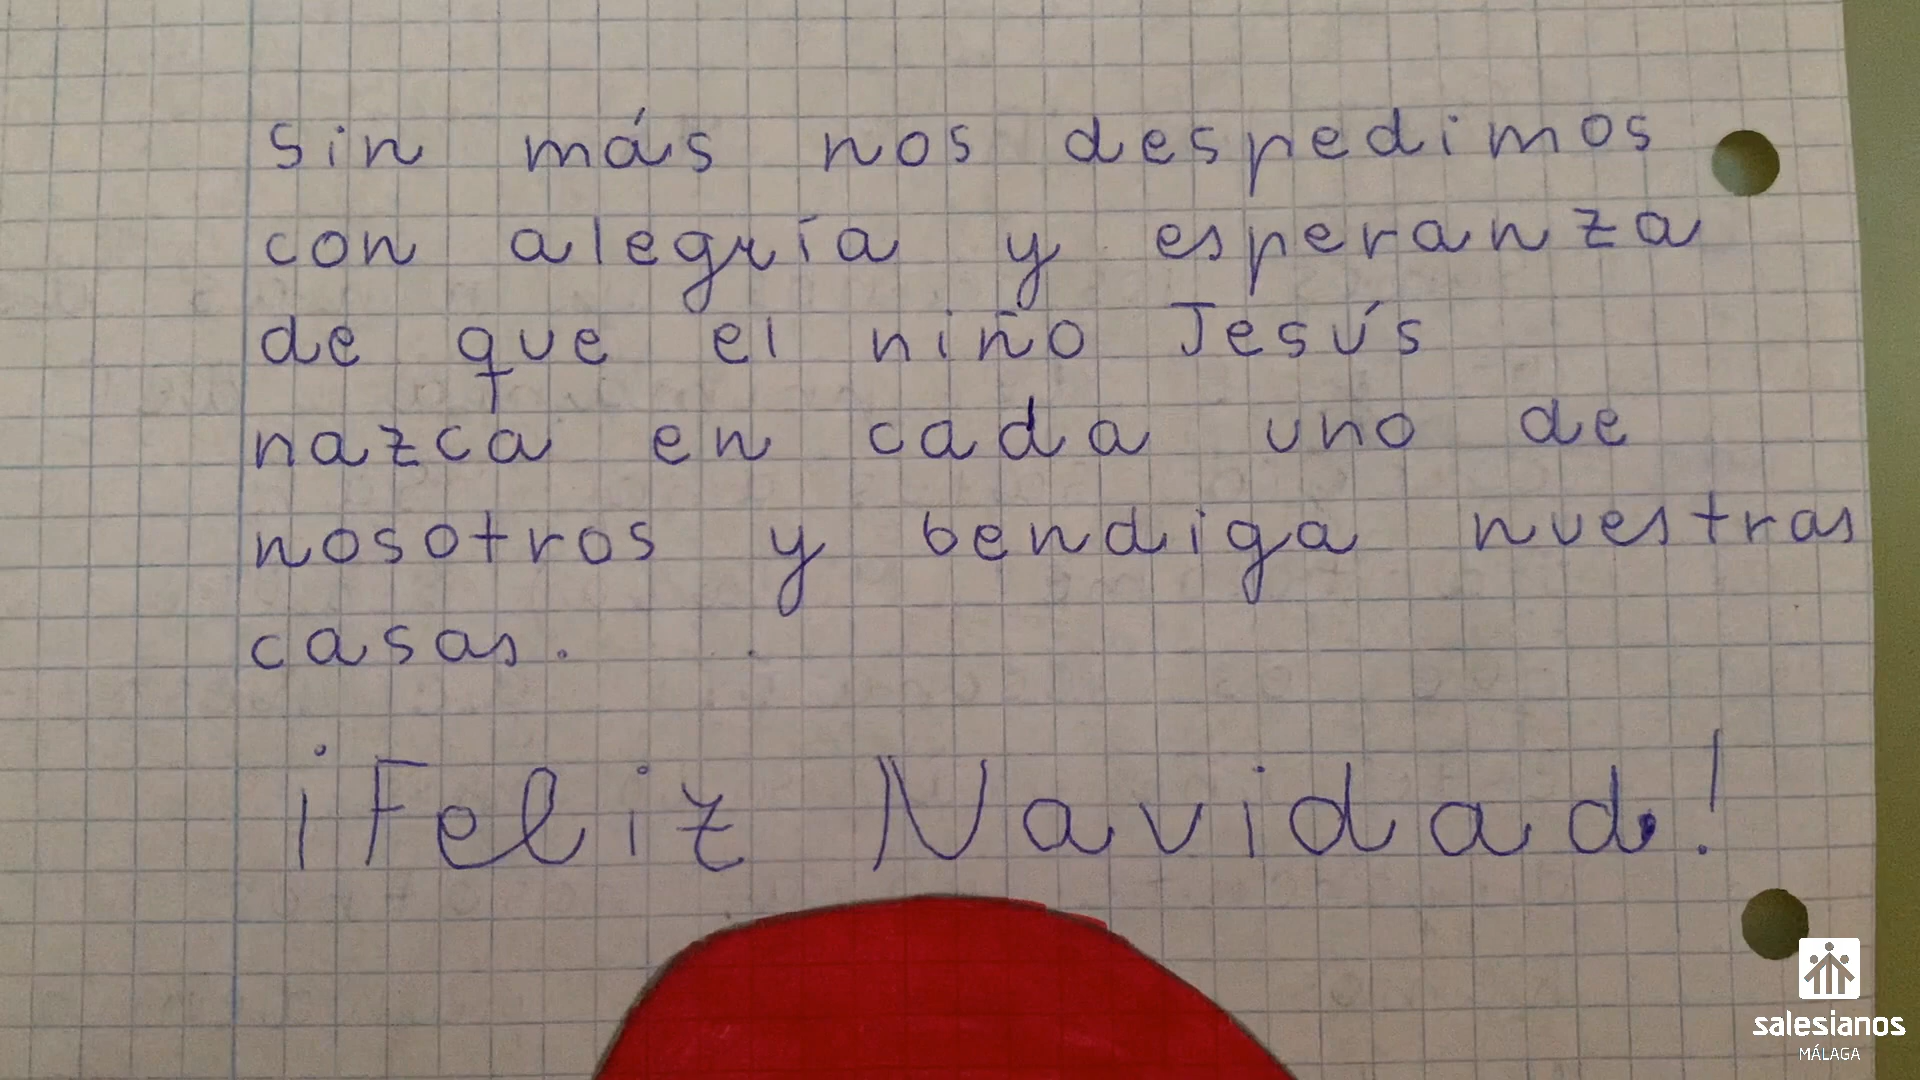 Sin más nos despedimos
con alegría y esperanza
de que el niño Jesús
nazca en cada uno de
nosotros y bendiga nuestras
casas.
¡Feliz Navidad!
salesianos
MÁLAGA